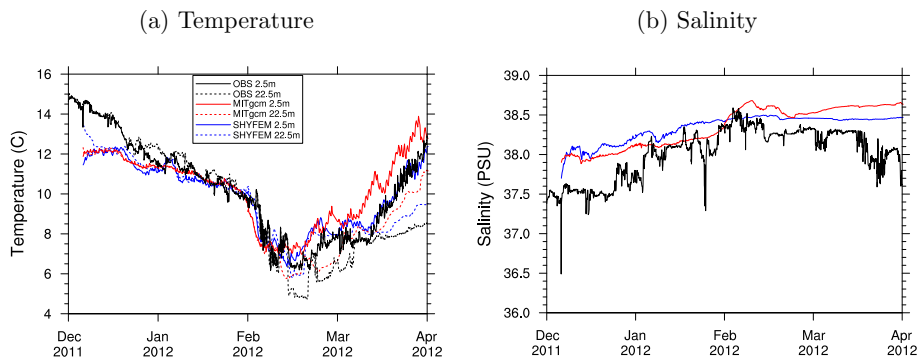 (a) Temperature
(b) Salinity
16
14
12
10
8
6
4
Temperature (C)
OBS 2.5m
OBS 22.5m
MITgcm 2.5m
MITgcm 22.5m
SHYFEM 2.5m
SHYFEM 22.5m
Dec Jan Feb Mar Apr
2011 2012 2012 2012 2012
39.0
38.5
38.0
37.5
37.0
36.5
36.0
Salinity (PSU)
Dec Jan Feb Mar Apr
2011 2012 2012 2012 2012